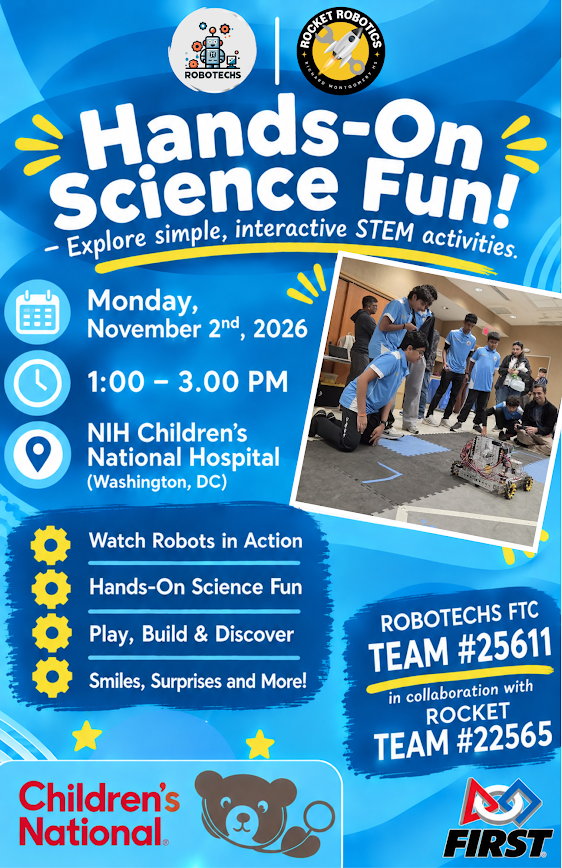 ROBOTECHS
ROCKET ROBOTICS
Hands-On
Science Fun!
– Explore simple, interactive STEM activities.
Monday,
November 2nd, 2026
1:00 – 3.00 PM
NIH Children's
National Hospital
(Washington, DC)
Watch Robots in Action
Hands-On Science Fun
Play, Build & Discover
Smiles, Surprises and More!
ROBOTECHS FTC
TEAM #25611
in collaboration with
ROCKET
TEAM #22565
Children's
National®
FIRST®